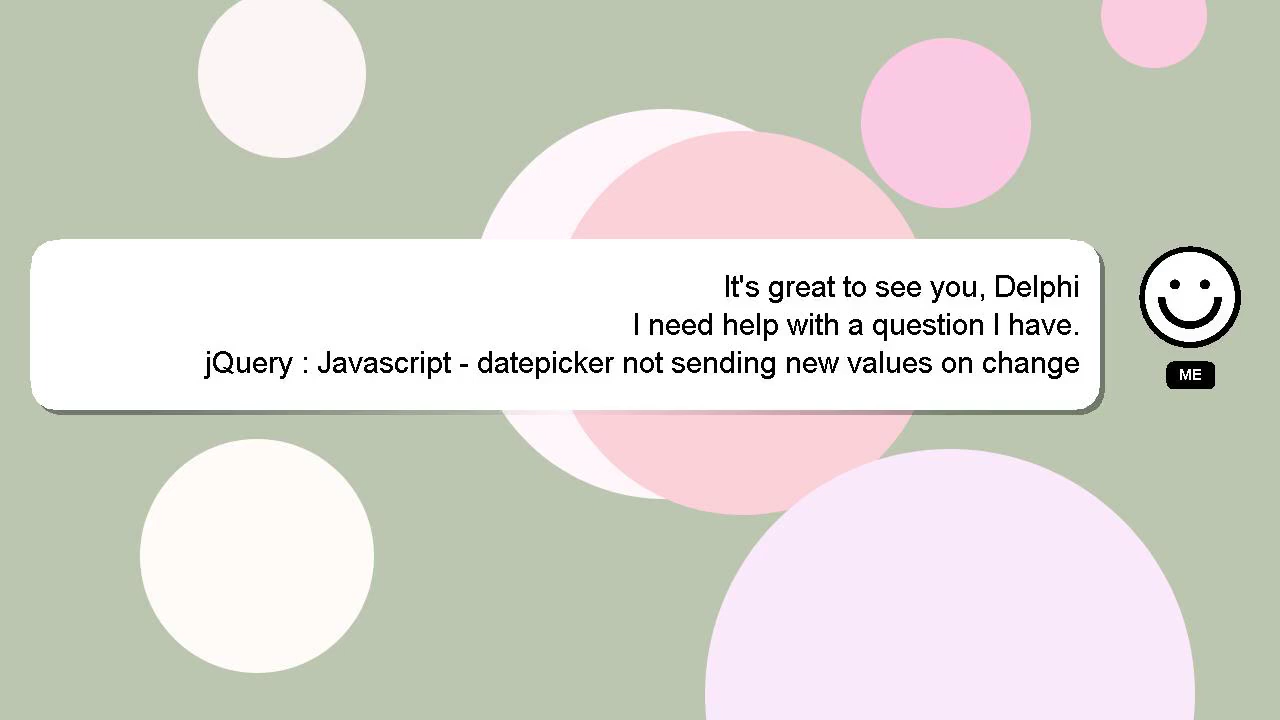 It's great to see you, Delphi
I need help with a question I have.
jQuery : Javascript - datepicker not sending new values on change
ME